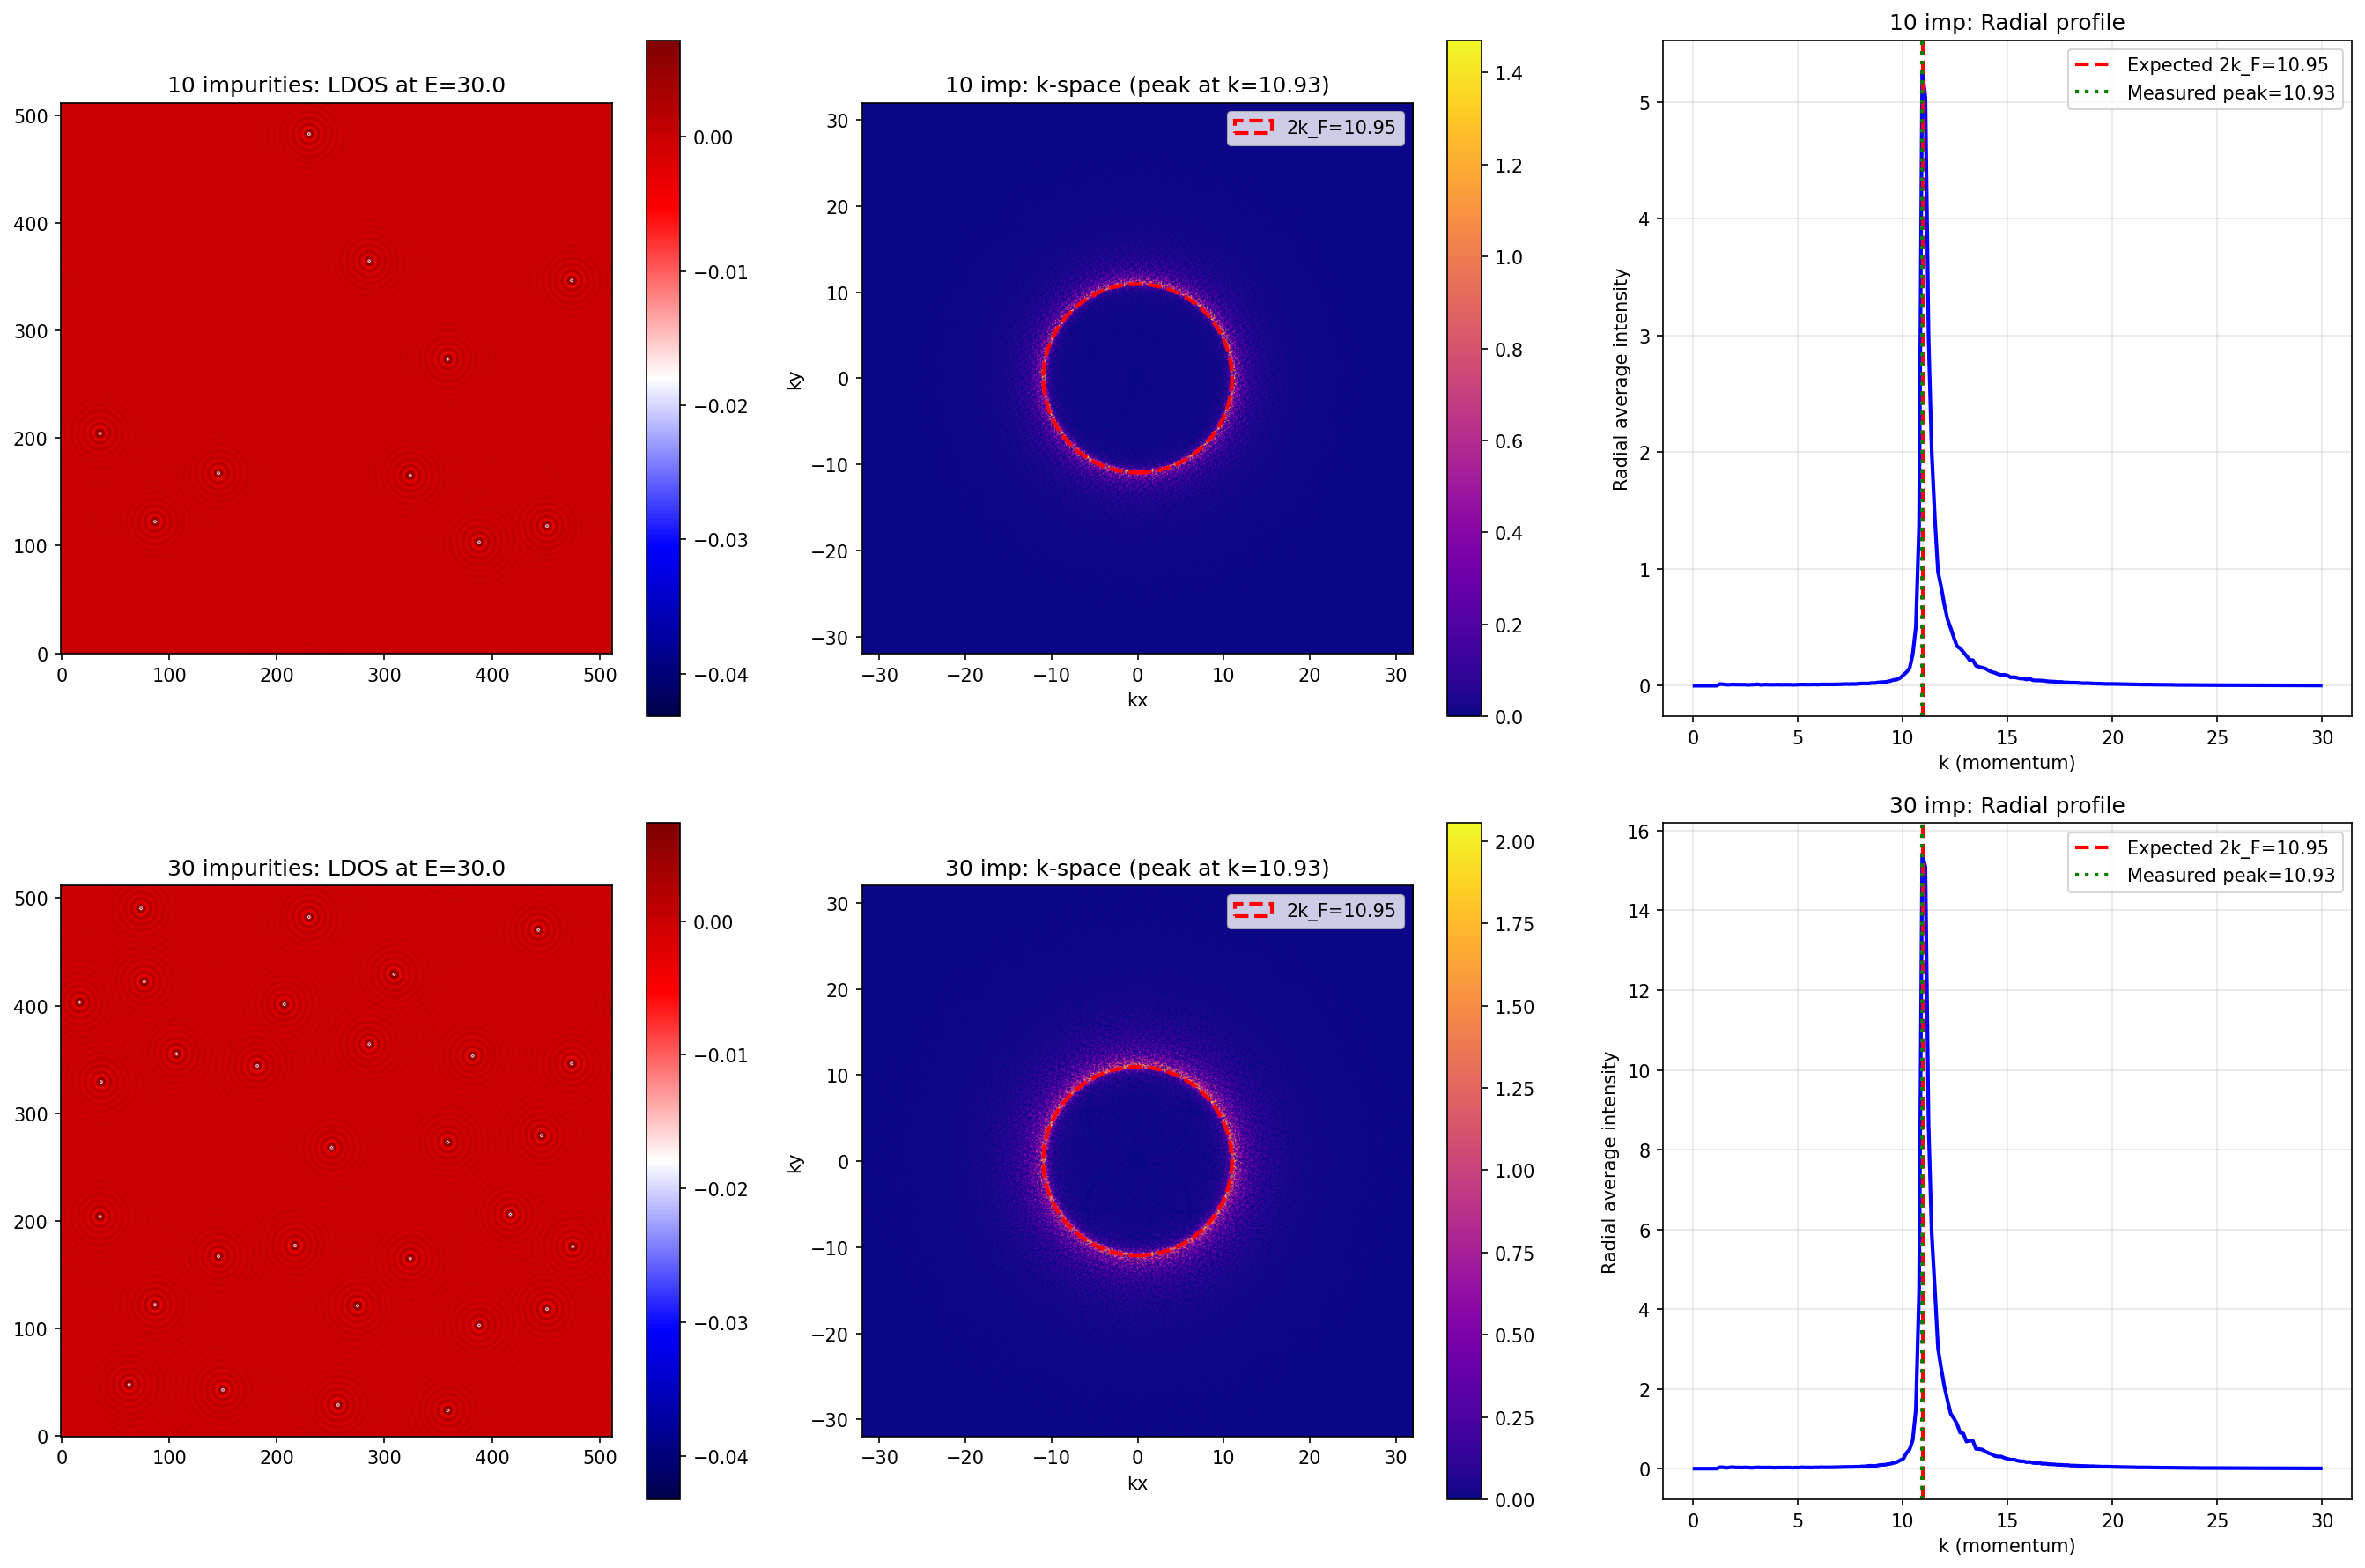 10 impurities: LDOS at E=30.0
500
400
300
200
100
0
0 100 200 300 400 500
0.00
−0.01
−0.02
−0.03
−0.04
10 imp: k-space (peak at k=10.93)
2k_F=10.95
ky
30
20
10
0
−10
−20
−30
−30 −20 −10 0 10 20 30
kx
1.4
1.2
1.0
0.8
0.6
0.4
0.2
0.0
10 imp: Radial profile
Expected 2k_F=10.95
Measured peak=10.93
Radial average intensity
5
4
3
2
1
0
0 5 10 15 20 25 30
k (momentum)
30 impurities: LDOS at E=30.0
500
400
300
200
100
0
0 100 200 300 400 500
0.00
−0.01
−0.02
−0.03
−0.04
30 imp: k-space (peak at k=10.93)
2k_F=10.95
ky
30
20
10
0
−10
−20
−30
−30 −20 −10 0 10 20 30
kx
2.00
1.75
1.50
1.25
1.00
0.75
0.50
0.25
0.00
30 imp: Radial profile
Expected 2k_F=10.95
Measured peak=10.93
Radial average intensity
16
14
12
10
8
6
4
2
0
0 5 10 15 20 25 30
k (momentum)